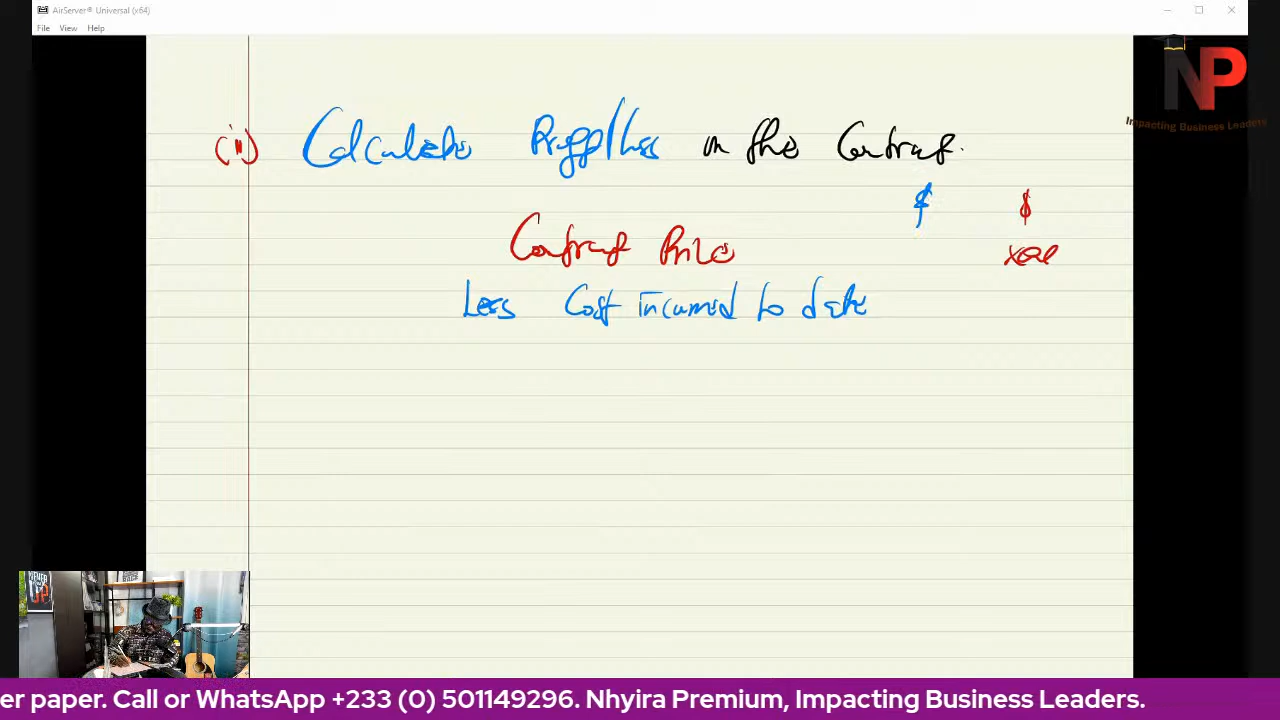 AirServer® Universal (x64)
File View Help
NP
Impacting Business Leaders
(ii) Calculate Profit/Loss on the Contract.
$ $
Contract Price xxx
Less Cost incurred to date
er paper. Call or WhatsApp +233 (0) 501149296. Nhyira Premium, Impacting Business Leaders.